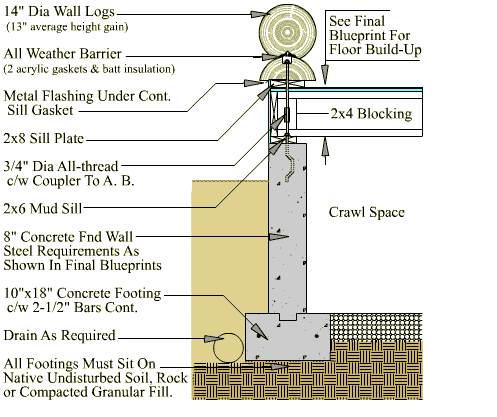 14" Dia Wall Logs
(13" average height gain)
All Weather Barrier
(2 acrylic gaskets & batt insulation)
Metal Flashing Under Cont.
Sill Gasket
2x8 Sill Plate
3/4" Dia All-thread
c/w Coupler To A. B.
2x6 Mud Sill
8" Concrete Fnd Wall
Steel Requirements As
Shown In Final Blueprints
10"x18" Concrete Footing
c/w 2-1/2" Bars Cont.
Drain As Required
All Footings Must Sit On
Native Undisturbed Soil, Rock
or Compacted Granular Fill.
See Final
Blueprint For
Floor Build-Up
2x4 Blocking
Crawl Space